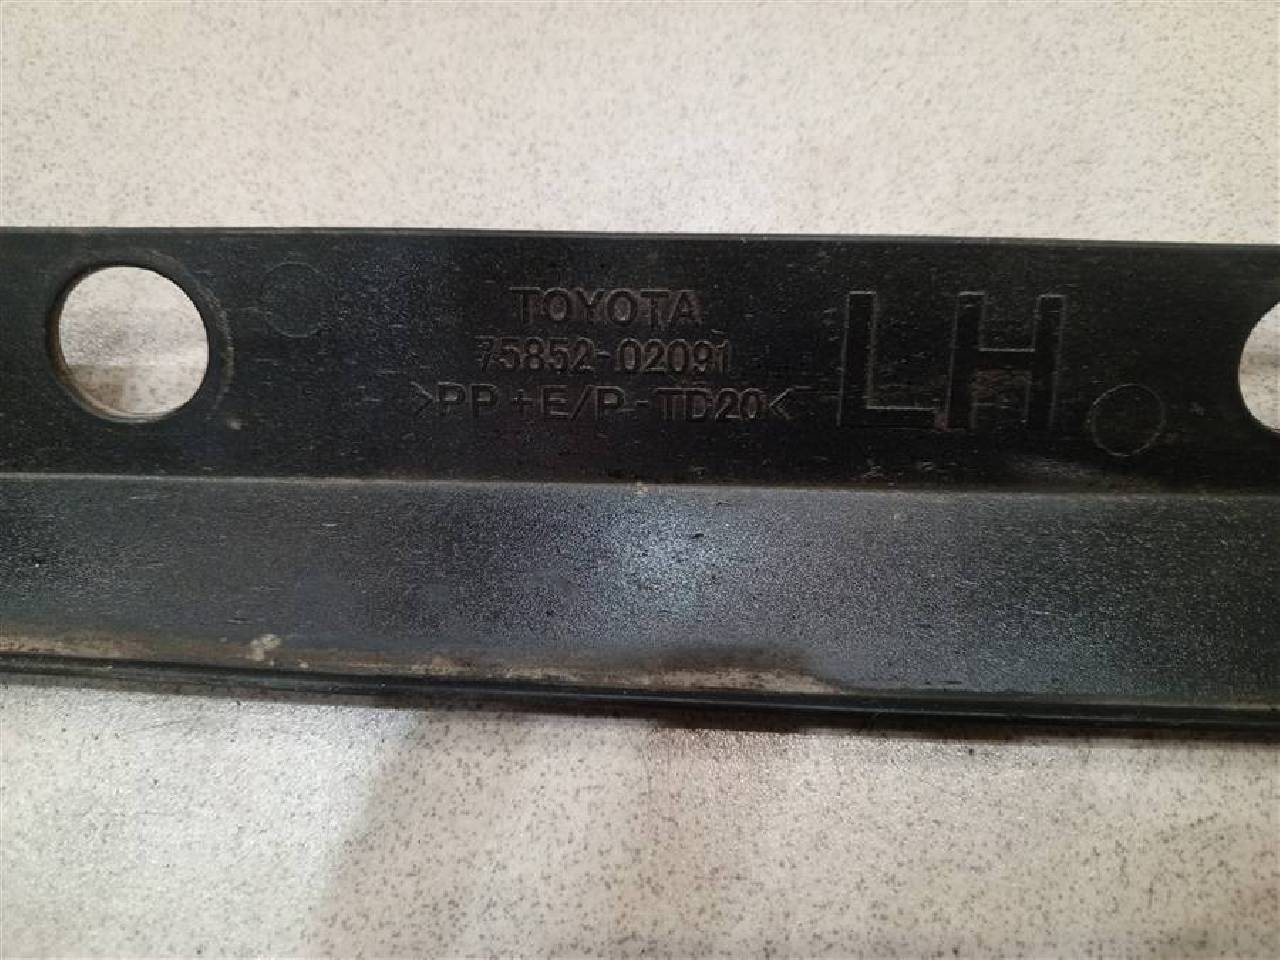 TOYOTA
75852-02091
>PP+E/P-TD20<
LH